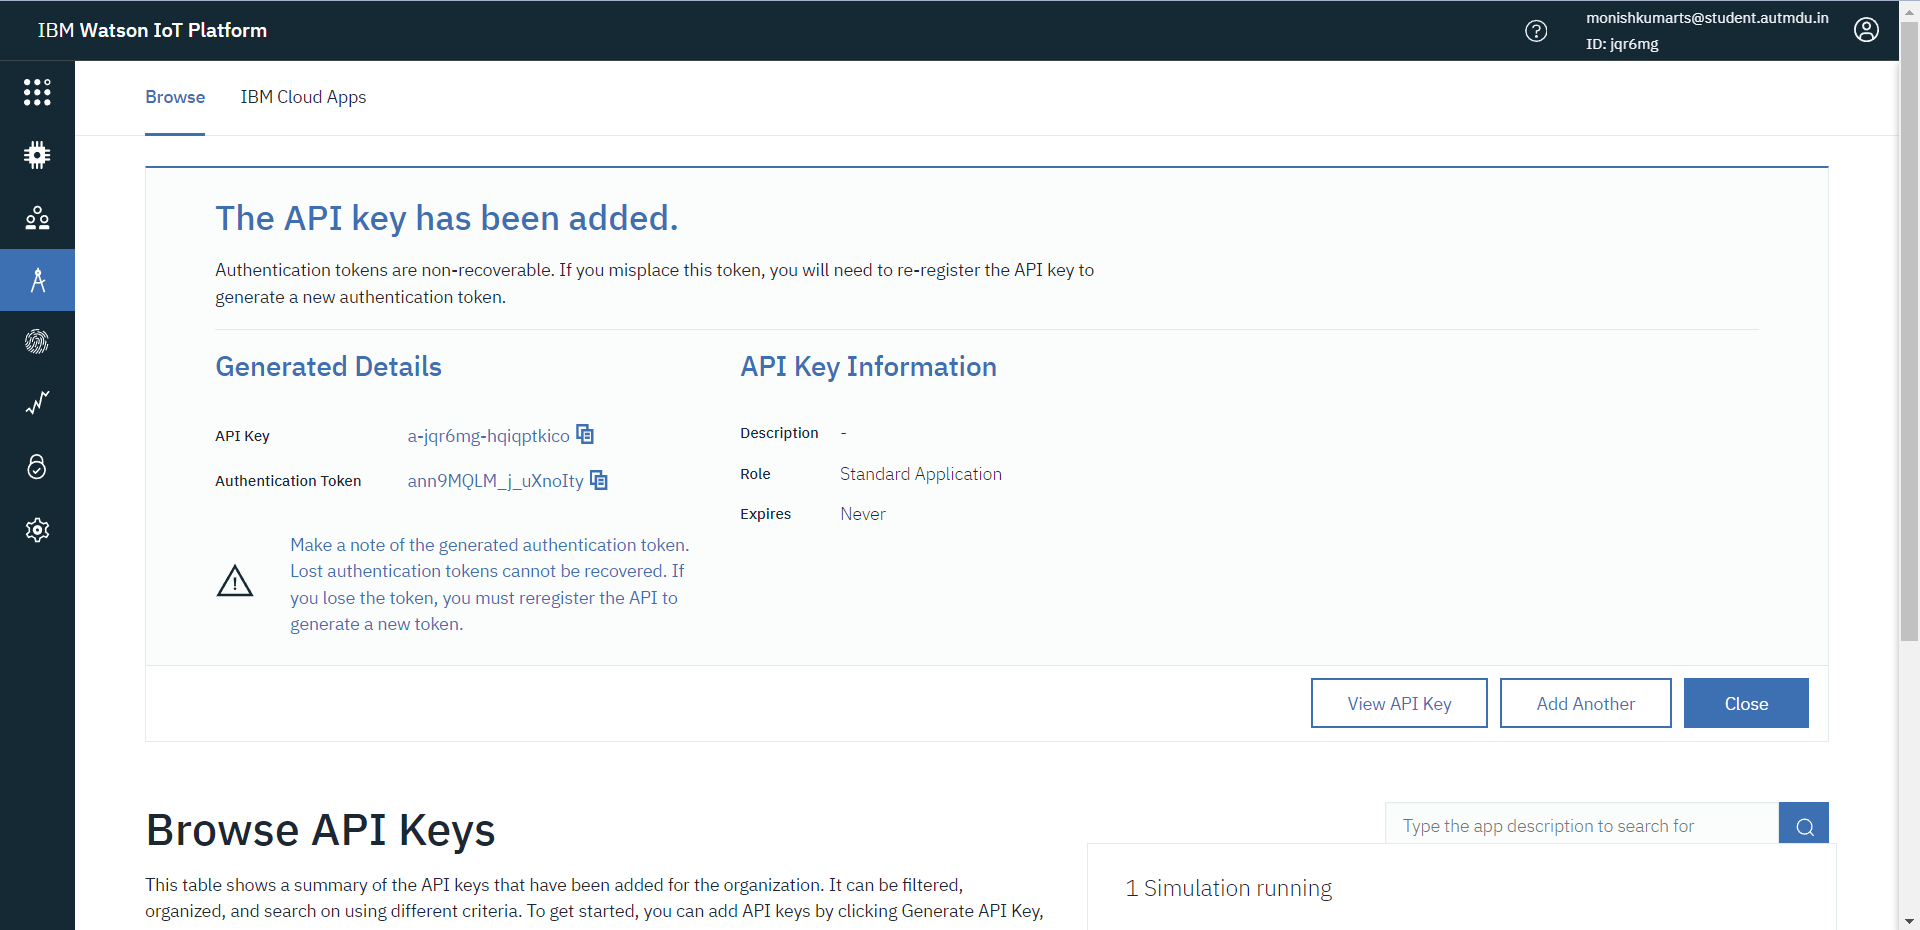 IBM Watson IoT Platform
monishkumarts@student.autmdu.in
ID: jqr6mg
Browse
IBM Cloud Apps
The API key has been added.
Authentication tokens are non-recoverable. If you misplace this token, you will need to re-register the API key to
generate a new authentication token.
Generated Details
API Key
a-jqr6mg-hqiqptkico
Authentication Token
ann9MQLM_j_uXnoIty
Make a note of the generated authentication token.
Lost authentication tokens cannot be recovered. If
you lose the token, you must reregister the API to
generate a new token.
API Key Information
Description -
Role Standard Application
Expires Never
View API Key
Add Another
Close
Browse API Keys
Type the app description to search for
This table shows a summary of the API keys that have been added for the organization. It can be filtered,
organized, and search on using different criteria. To get started, you can add API keys by clicking Generate API Key,
1 Simulation running